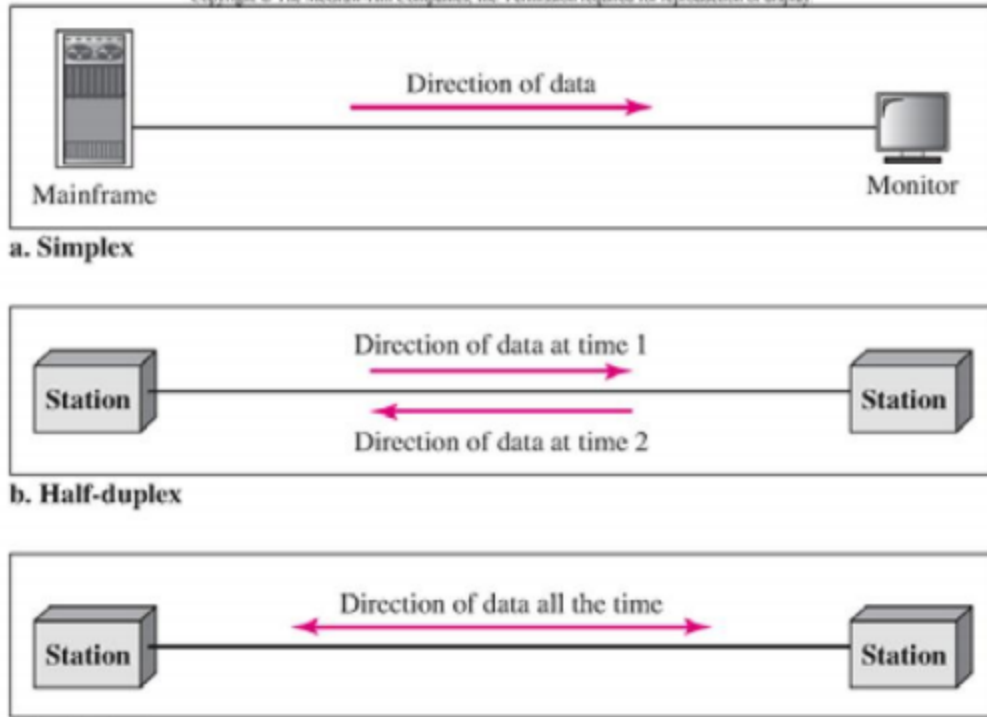 Direction of data
Mainframe
Monitor
a. Simplex
Direction of data at time 1
Station
Station
Direction of data at time 2
b. Half-duplex
Direction of data all the time
Station
Station